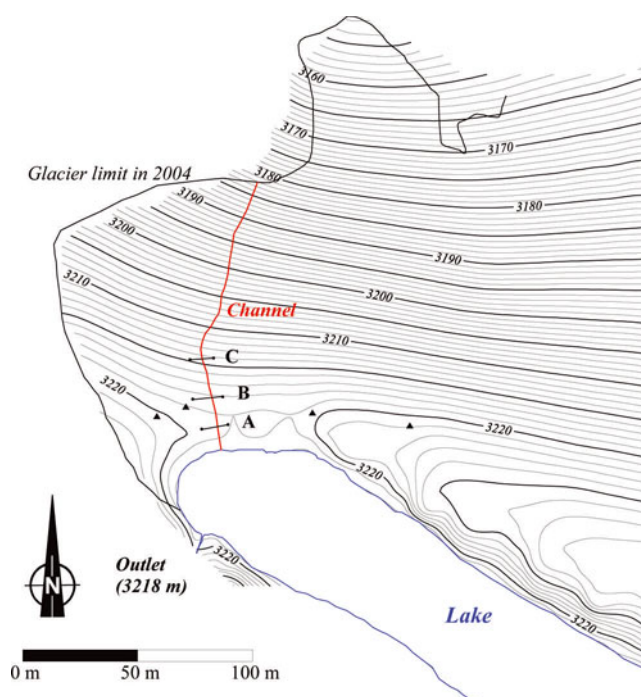 3160
3170
3170
Glacier limit in 2004
3180
3180
3190
3190
3200
3200
3210
Channel
3210
C
B
3220
A
3220
3220
Outlet
(3218 m)
3220
N
Lake
3220
0 m
50 m
100 m